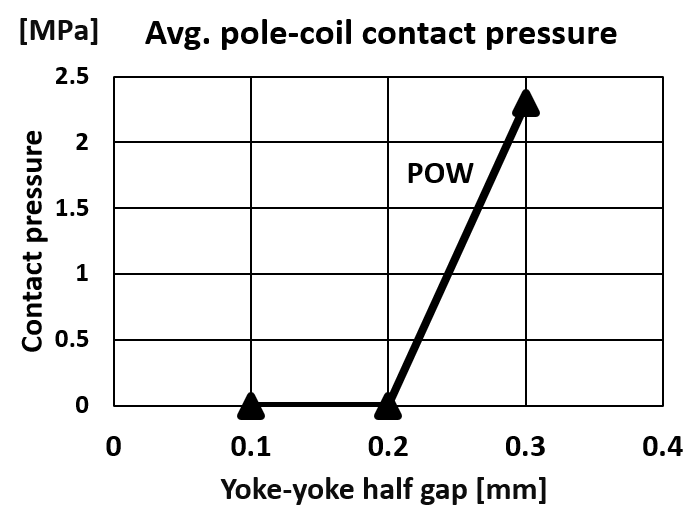 [MPa] Avg. pole-coil contact pressure
2.5
2
1.5
1
0.5
0
Contact pressure
POW
0 0.1 0.2 0.3 0.4
Yoke-yoke half gap [mm]